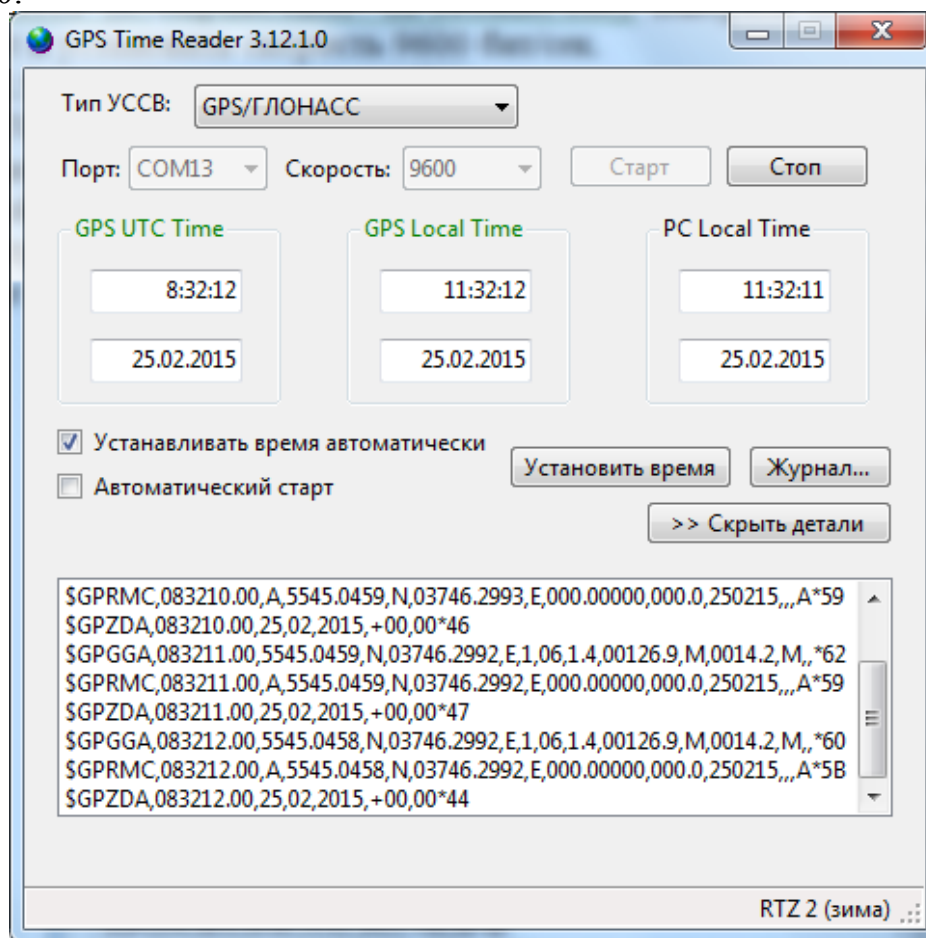 GPS Time Reader 3.12.1.0
Тип УССВ: GPS/ГЛОНАСС
Порт: COM13 Скорость: 9600 Старт Стоп
GPS UTC Time GPS Local Time PC Local Time
8:32:12 11:32:12 11:32:11
25.02.2015 25.02.2015 25.02.2015
Устанавливать время автоматически
Установить время Журнал...
Автоматический старт
>> Скрыть детали
$GPRMC,083210.00,A,5545.0459,N,03746.2993,E,000.00000,000.0,250215,,,A*59
$GPZDA,083210.00,25,02,2015,+00,00*46
$GPGGA,083211.00,5545.0459,N,03746.2992,E,1,06,1.4,00126.9,M,0014.2,M,,*62
$GPRMC,083211.00,A,5545.0459,N,03746.2992,E,000.00000,000.0,250215,,,A*59
$GPZDA,083211.00,25,02,2015,+00,00*47
$GPGGA,083212.00,5545.0458,N,03746.2992,E,1,06,1.4,00126.9,M,0014.2,M,,*60
$GPRMC,083212.00,A,5545.0458,N,03746.2992,E,000.00000,000.0,250215,,,A*5B
$GPZDA,083212.00,25,02,2015,+00,00*44
RTZ 2 (зима)